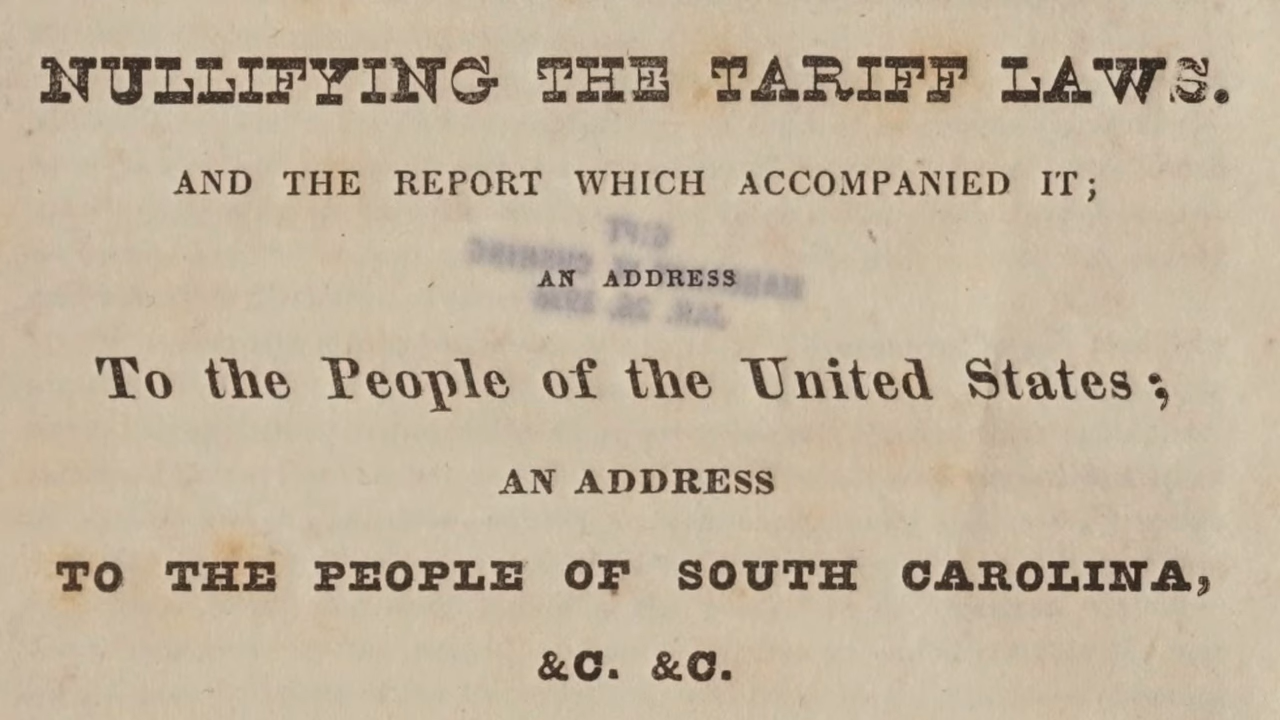 NULLIFYING THE TARIFF LAWS.
AND THE REPORT WHICH ACCOMPANIED IT;
AN ADDRESS
To the People of the United States;
AN ADDRESS
TO THE PEOPLE OF SOUTH CAROLINA,
&C. &C.